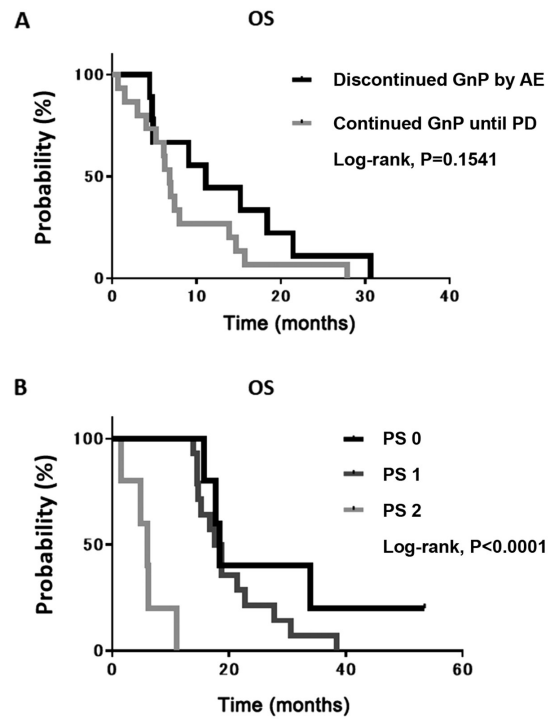 A
OS
Probability (%)
100
50
0
Discontinued GnP by AE
Continued GnP until PD
Log-rank, P=0.1541
0 10 20 30 40
Time (months)
B
OS
Probability (%)
100
50
0
PS 0
PS 1
PS 2
Log-rank, P<0.0001
0 20 40 60
Time (months)